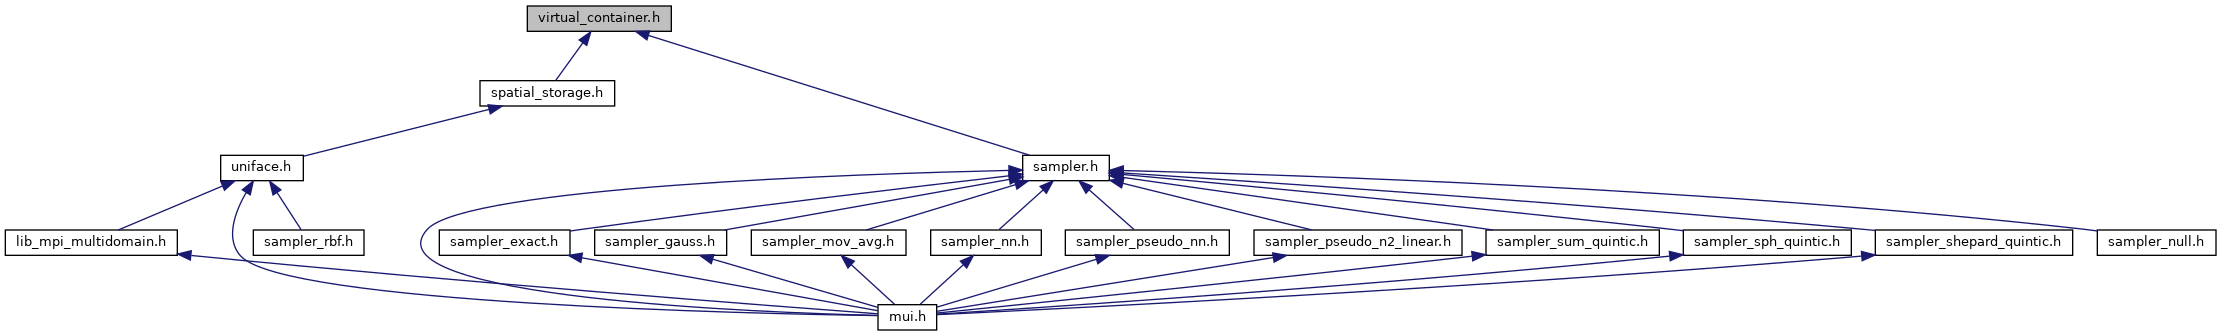 virtual_container.h
spatial_storage.h
uniface.h
sampler.h
lib_mpi_multidomain.h
sampler_rbf.h
sampler_exact.h
sampler_gauss.h
sampler_mov_avg.h
sampler_nn.h
sampler_pseudo_nn.h
sampler_pseudo_n2_linear.h
sampler_sum_quintic.h
sampler_sph_quintic.h
sampler_shepard_quintic.h
sampler_null.h
mui.h